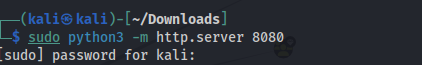 ┌──(kali㉿kali)-[~/Downloads]
└─$ sudo python3 -m http.server 8080
[sudo] password for kali: